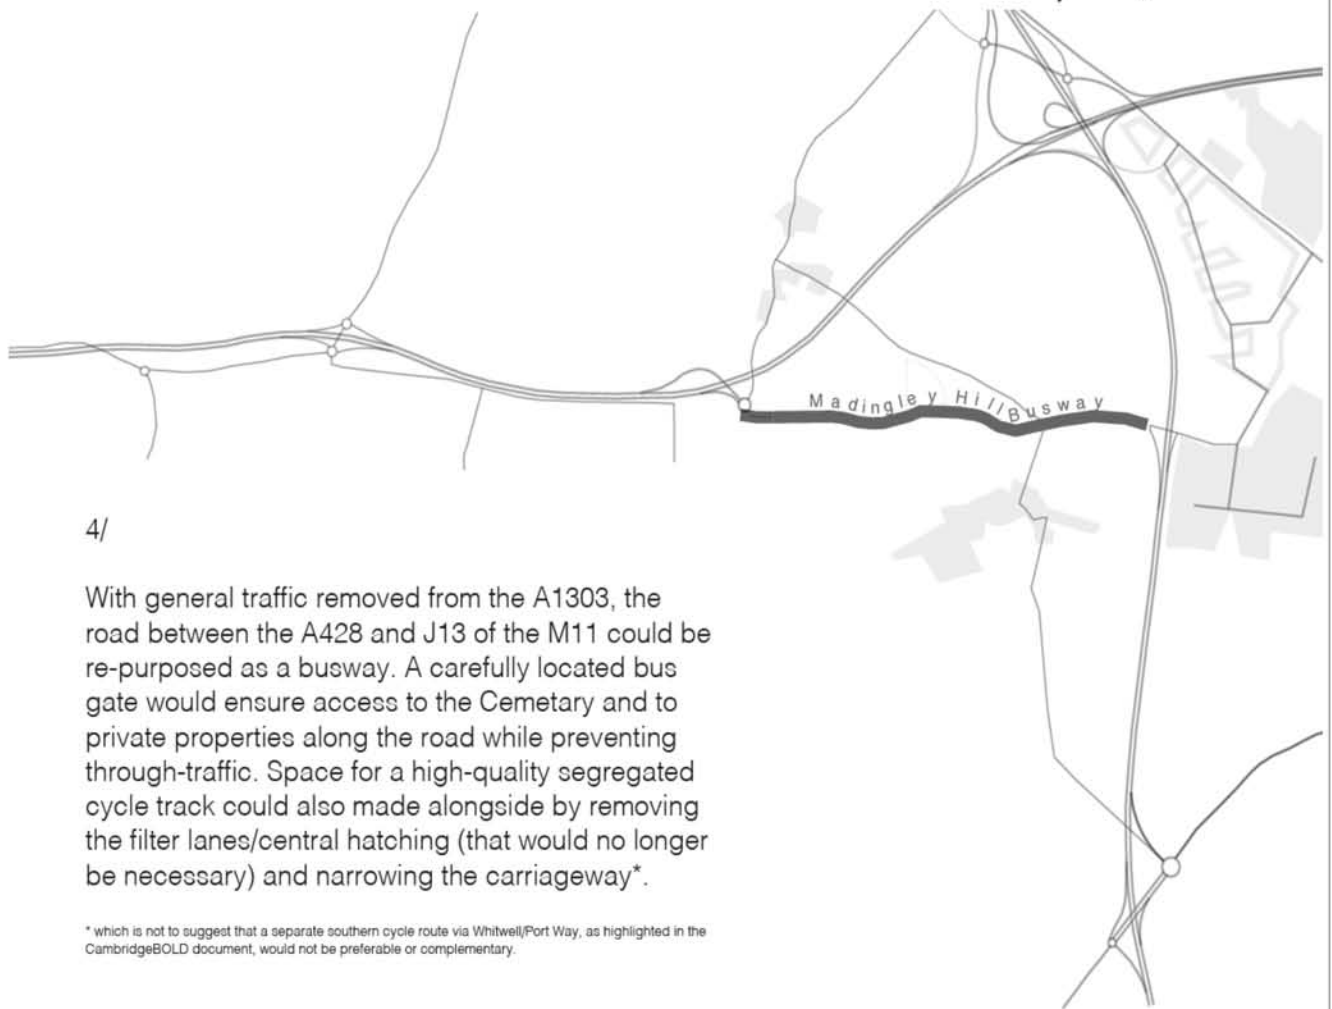 Madingley Hill Busway
4/
With general traffic removed from the A1303, the
road between the A428 and J13 of the M11 could be
re-purposed as a busway. A carefully located bus
gate would ensure access to the Cemetary and to
private properties along the road while preventing
through-traffic. Space for a high-quality segregated
cycle track could also made alongside by removing
the filter lanes/central hatching (that would no longer
be necessary) and narrowing the carriageway*.
* which is not to suggest that a separate southern cycle route via Whitwell/Port Way, as highlighted in the
CambridgeBOLD document, would not be preferable or complementary.